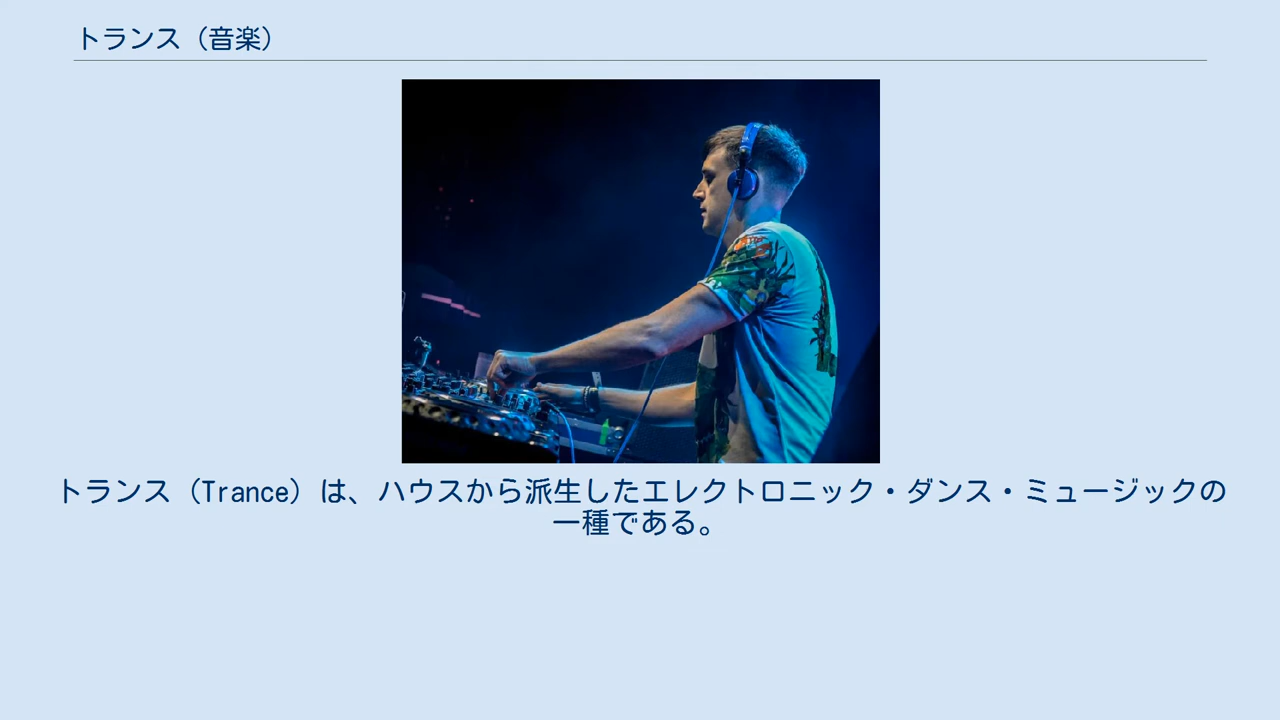 トランス（音楽）
トランス（Trance）は、ハウスから派生したエレクトロニック・ダンス・ミュージックの
一種である。